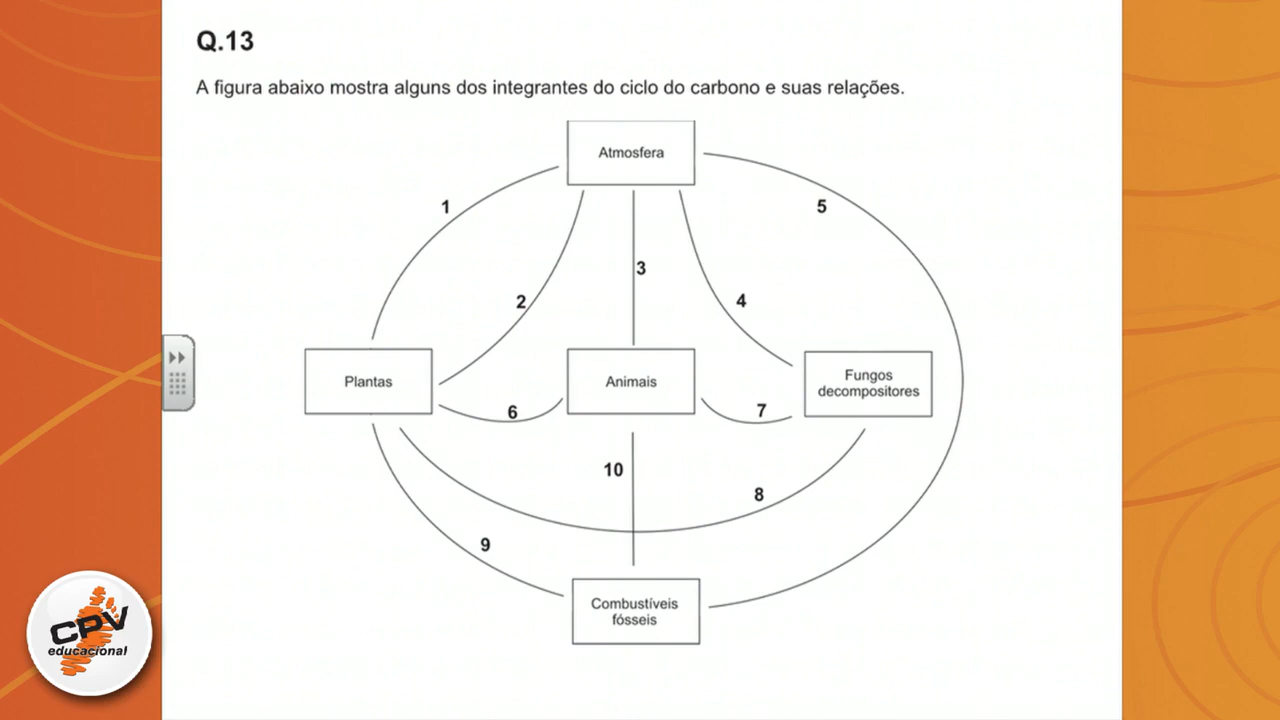 Q.13
A figura abaixo mostra alguns dos integrantes do ciclo do carbono e suas relações.
Atmosfera
1
5
3
2
4
Plantas
Animais
Fungos
decompositores
6
7
10
8
9
Combustíveis
fósseis
CPV
educacional